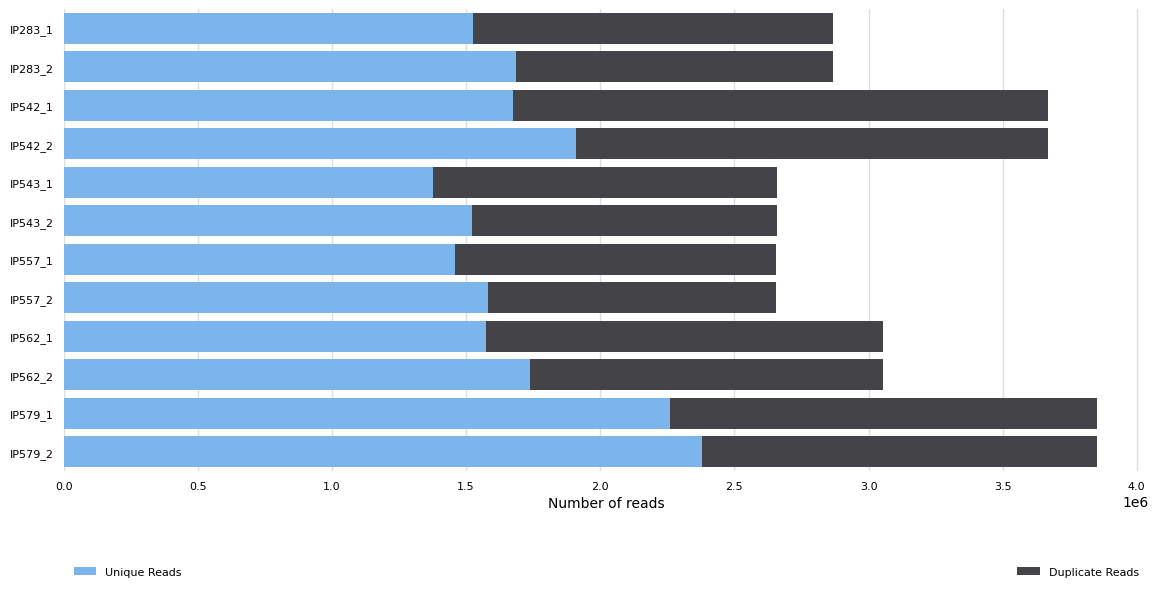 IP283_1
IP283_2
IP542_1
IP542_2
IP543_1
IP543_2
IP557_1
IP557_2
IP562_1
IP562_2
IP579_1
IP579_2
0.0 0.5 1.0 1.5 2.0 2.5 3.0 3.5 4.0
Number of reads 1e6
Unique Reads Duplicate Reads